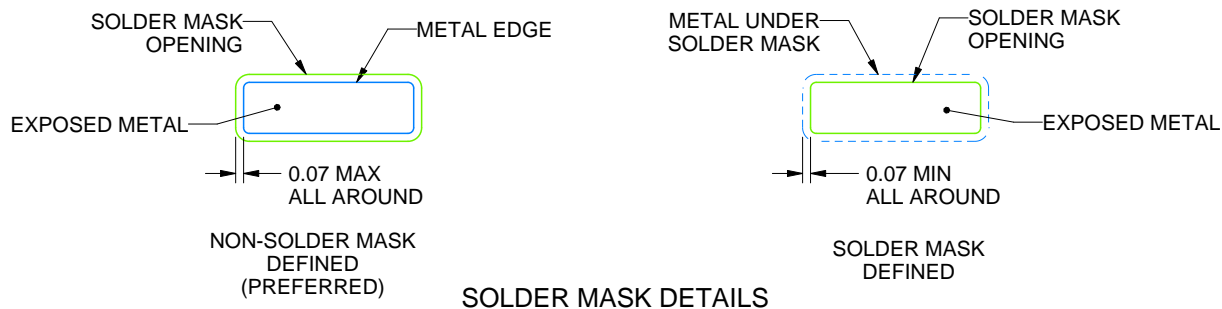 SOLDER MASK
OPENING
METAL EDGE
EXPOSED METAL
0.07 MAX
ALL AROUND
NON-SOLDER MASK
DEFINED
(PREFERRED)
METAL UNDER
SOLDER MASK
SOLDER MASK
OPENING
EXPOSED METAL
0.07 MIN
ALL AROUND
SOLDER MASK
DEFINED
SOLDER MASK DETAILS